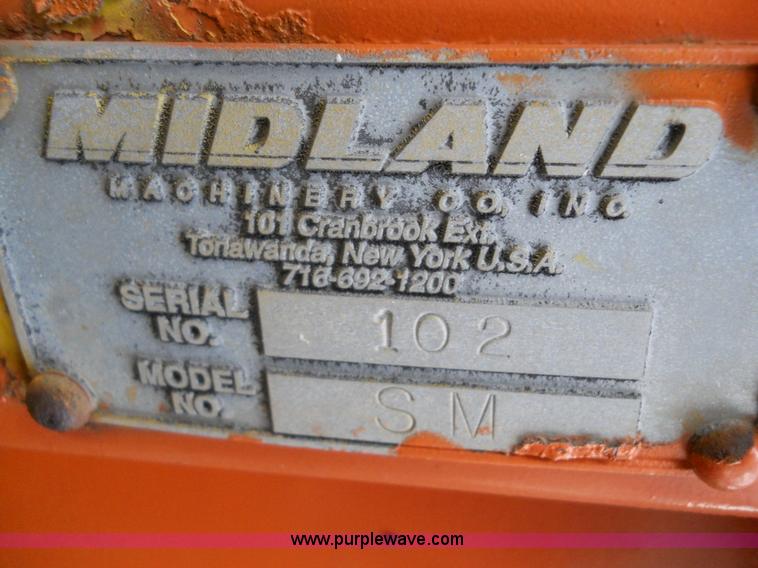 MIDLAND
MACHINERY CO, INC.
101 Cranbrook Ext.
Tonawanda, New York U.S.A.
716-692-1200
SERIAL NO. 102
MODEL NO. SM
www.purplewave.com